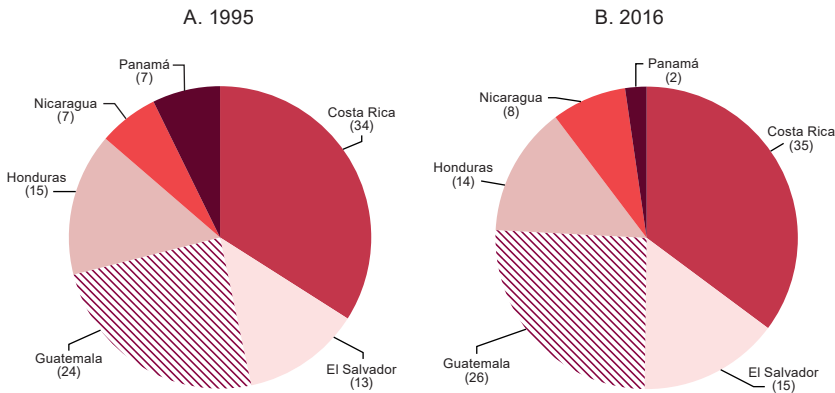 A. 1995
Panamá
(7)
Nicaragua
(7)
Costa Rica
(34)
Honduras
(15)
Guatemala
(24)
El Salvador
(13)
B. 2016
Panamá
(2)
Nicaragua
(8)
Costa Rica
(35)
Honduras
(14)
Guatemala
(26)
El Salvador
(15)